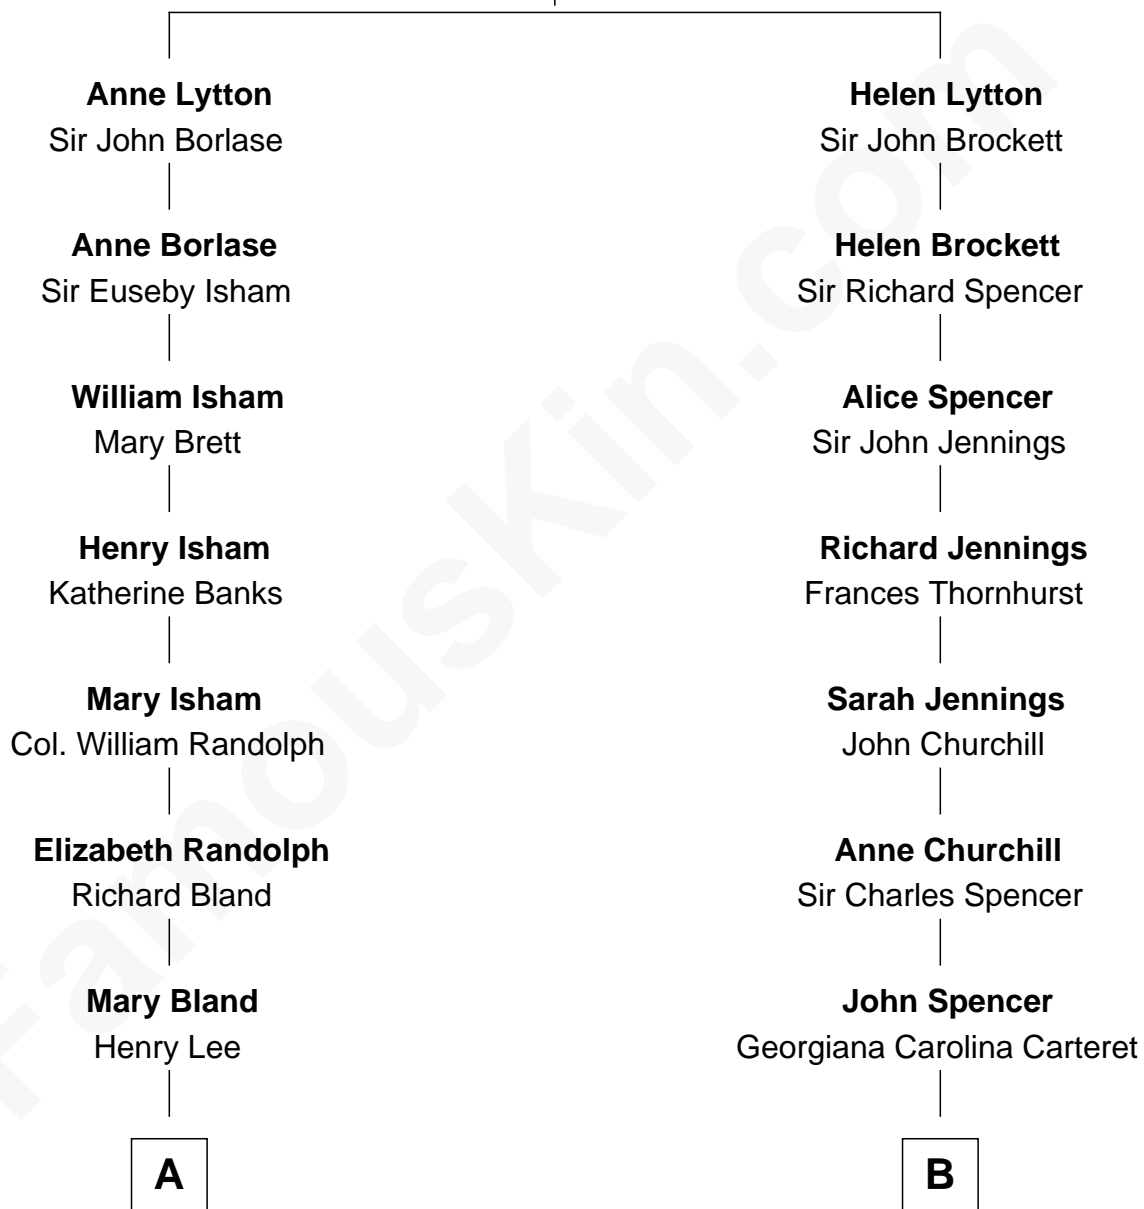 Anne Lytton
Sir John Borlase
Anne Borlase
Sir Euseby Isham
William Isham
Mary Brett
Henry Isham
Katherine Banks
Mary Isham
Col. William Randolph
Elizabeth Randolph
Richard Bland
Mary Bland
Henry Lee
A
Helen Lytton
Sir John Brockett
Helen Brockett
Sir Richard Spencer
Alice Spencer
Sir John Jennings
Richard Jennings
Frances Thornhurst
Sarah Jennings
John Churchill
Anne Churchill
Sir Charles Spencer
John Spencer
Georgiana Carolina Carteret
B
FamousKin.com